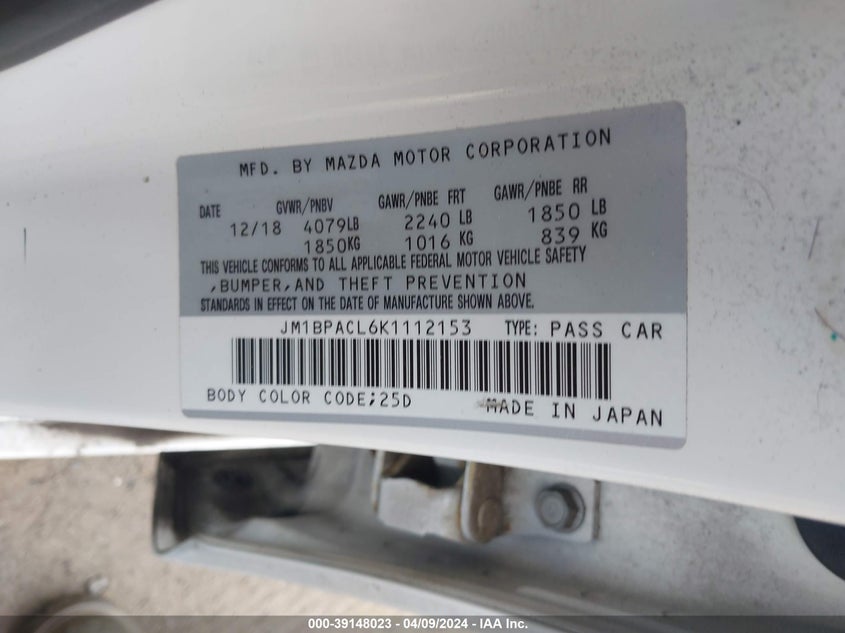 MFD. BY MAZDA MOTOR CORPORATION
DATE GVWR/PNBV GAWR/PNBE FRT GAWR/PNBE RR
12/18 4079LB 2240 LB 1850 LB
1850KG 1016 KG 839 KG
THIS VEHICLE CONFORMS TO ALL APPLICABLE FEDERAL MOTOR VEHICLE SAFETY
,BUMPER,AND THEFT PREVENTION
STANDARDS IN EFFECT ON THE DATE OF MANUFACTURE SHOWN ABOVE.
JM1BPACL6K1112153 TYPE: PASS CAR
BODY COLOR CODE;25D MADE IN JAPAN
000-39148023 - 04/09/2024 - IAA Inc.